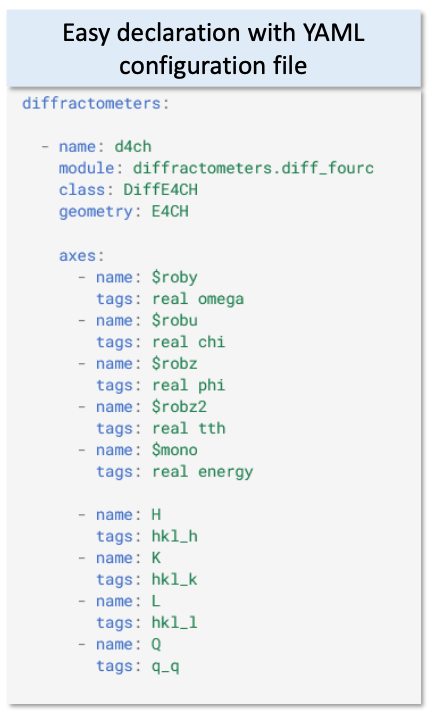 Easy declaration with YAML
configuration file
diffractometers:
- name: d4ch
module: diffractometers.diff_fourc
class: DiffE4CH
geometry: E4CH
axes:
- name: $roby
tags: real omega
- name: $robu
tags: real chi
- name: $robz
tags: real phi
- name: $robz2
tags: real tth
- name: $mono
tags: real energy
- name: H
tags: hkl_h
- name: K
tags: hkl_k
- name: L
tags: hkl_l
- name: Q
tags: q_q